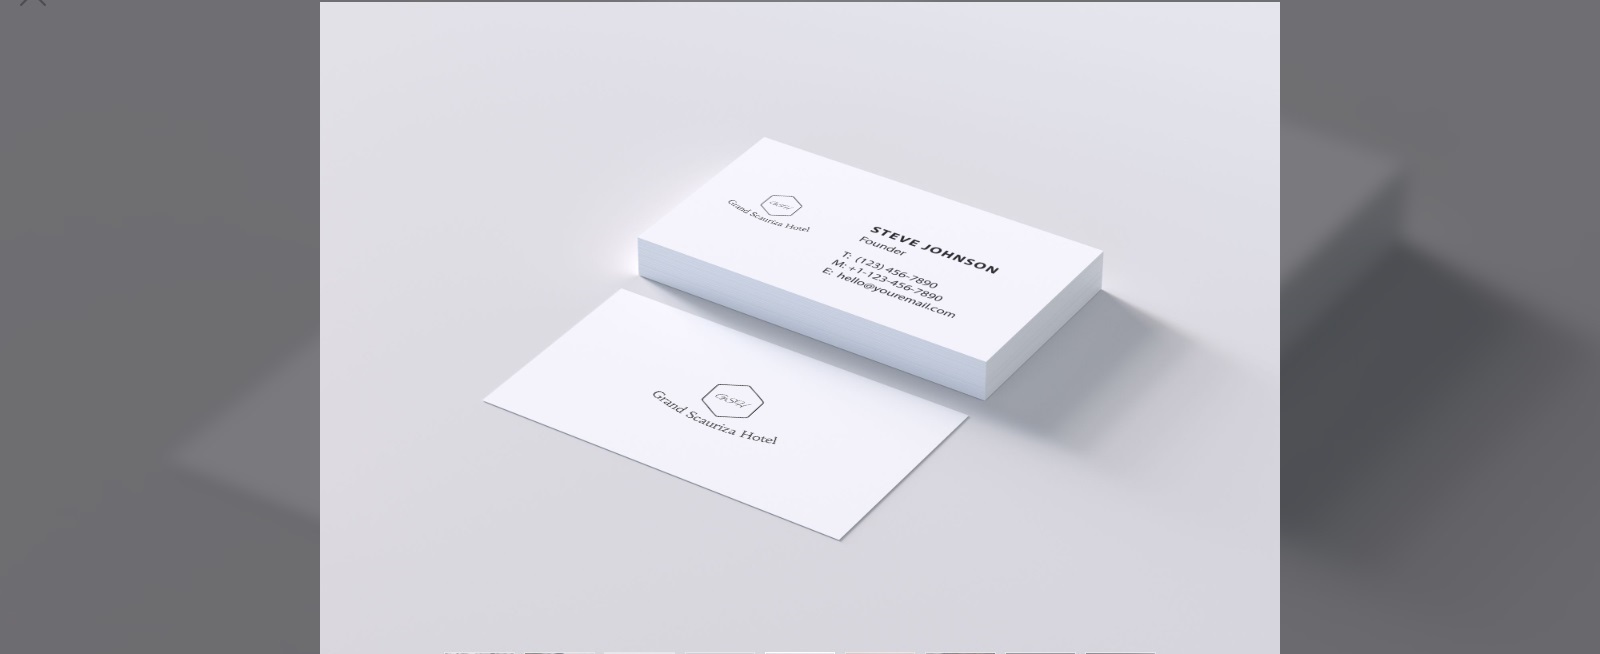 GSH
Grand Scauriza Hotel
STEVE JOHNSON
Founder
T: (123) 456-7890
M: +1-123-456-7890
E: hello@youremail.com
GSH
Grand Scauriza Hotel